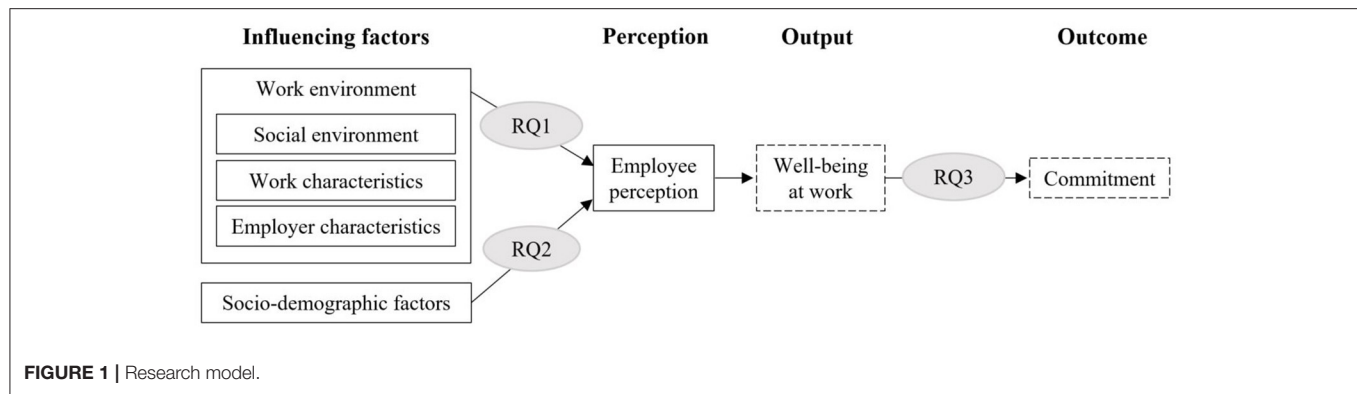 Influencing factors
Perception
Output
Outcome
Work environment
Social environment
Work characteristics
Employer characteristics
Socio-demographic factors
RQ1
RQ2
Employee
perception
Well-being
at work
RQ3
Commitment
FIGURE 1 | Research model.